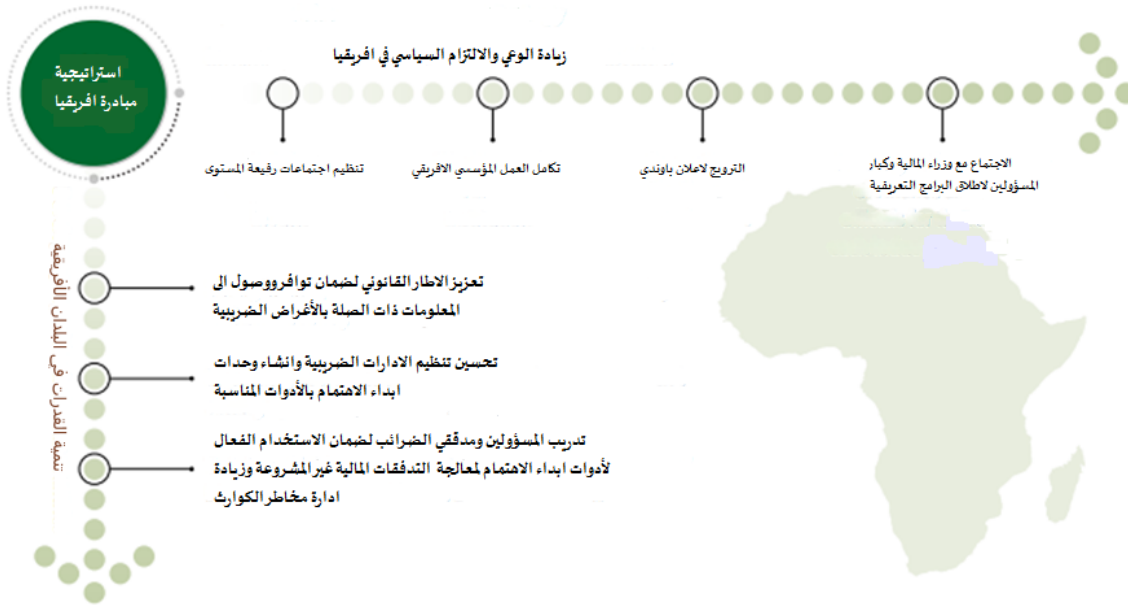 استراتيجية
مبادرة افريقيا
زيادة الوعي والالتزام السياسي في افريقيا
تنظيم اجتماعات رفيعة المستوى
تكامل العمل المؤسسي الافريقي
الترويج لاعلان ياوندي
الاجتماع مع وزراء المالية وكبار
المسؤولين لاطلاق البرامج التعريفية
تنمية القدرات في البلدان الأفريقية
تعزيز الاطار القانوني لضمان توافر ووصول الى
المعلومات ذات الصلة بالأغراض الضريبية
تحسين تنظيم الادارات الضريبية وانشاء وحدات
ابداء الاهتمام بالأدوات المناسبة
تدريب المسؤولين ومدققي الضرائب لضمان الاستخدام الفعال
لأدوات ابداء الاهتمام لمعالجة التدفقات المالية غير المشروعة وزيادة
ادارة مخاطر الكوارث